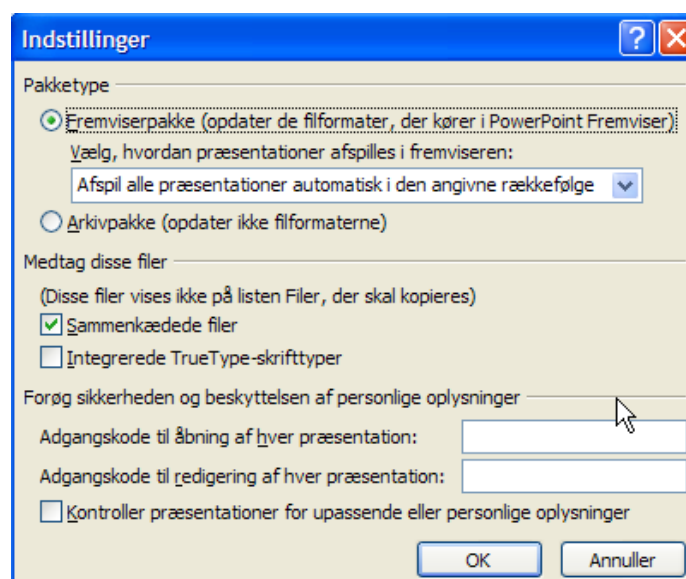 Indstillinger
Pakketype
Fremviserpakke (opdater de filformater, der kører i PowerPoint Fremviser)
Vælg, hvordan præsentationer afspilles i fremviseren:
Afspil alle præsentationer automatisk i den angivne rækkefølge
Arkivpakke (opdater ikke filformaterne)
Medtag disse filer
(Disse filer vises ikke på listen Filer, der skal kopieres)
Sammenkædede filer
Integrerede TrueType-skrifttyper
Forøg sikkerheden og beskyttelsen af personlige oplysninger
Adgangskode til åbning af hver præsentation:
Adgangskode til redigering af hver præsentation:
Kontroller præsentationer for upassende eller personlige oplysninger
OK Annuller